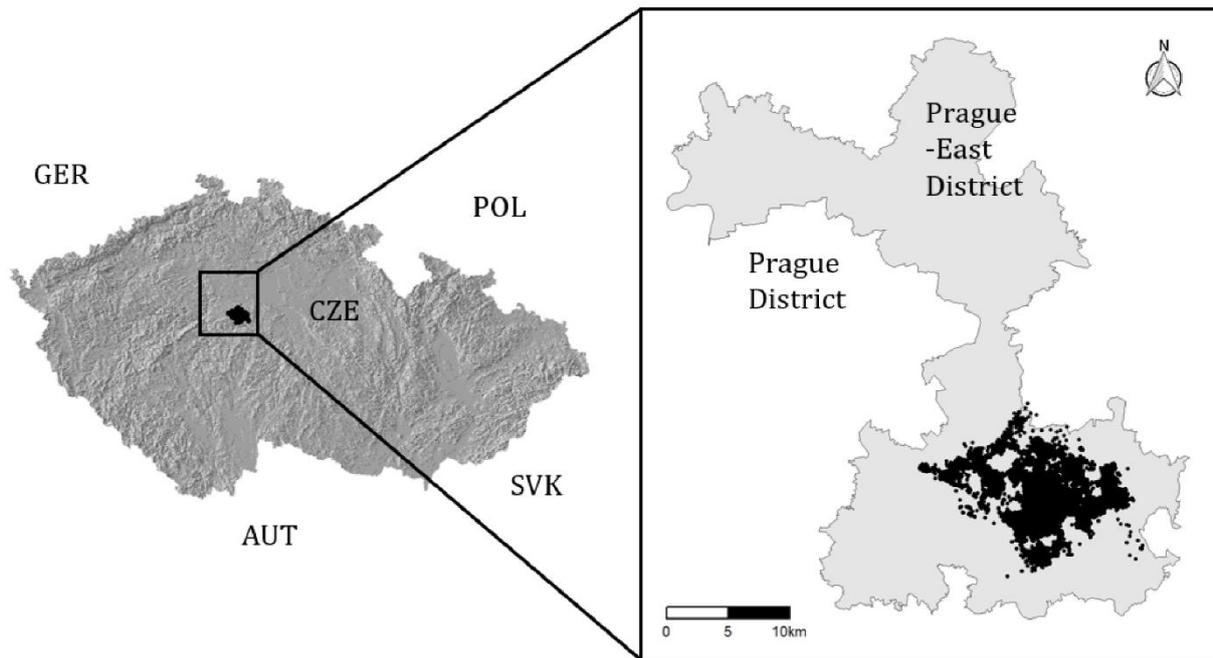 GER
POL
CZE
SVK
AUT
N
Prague
-East
District
Prague
District
0 5 10km